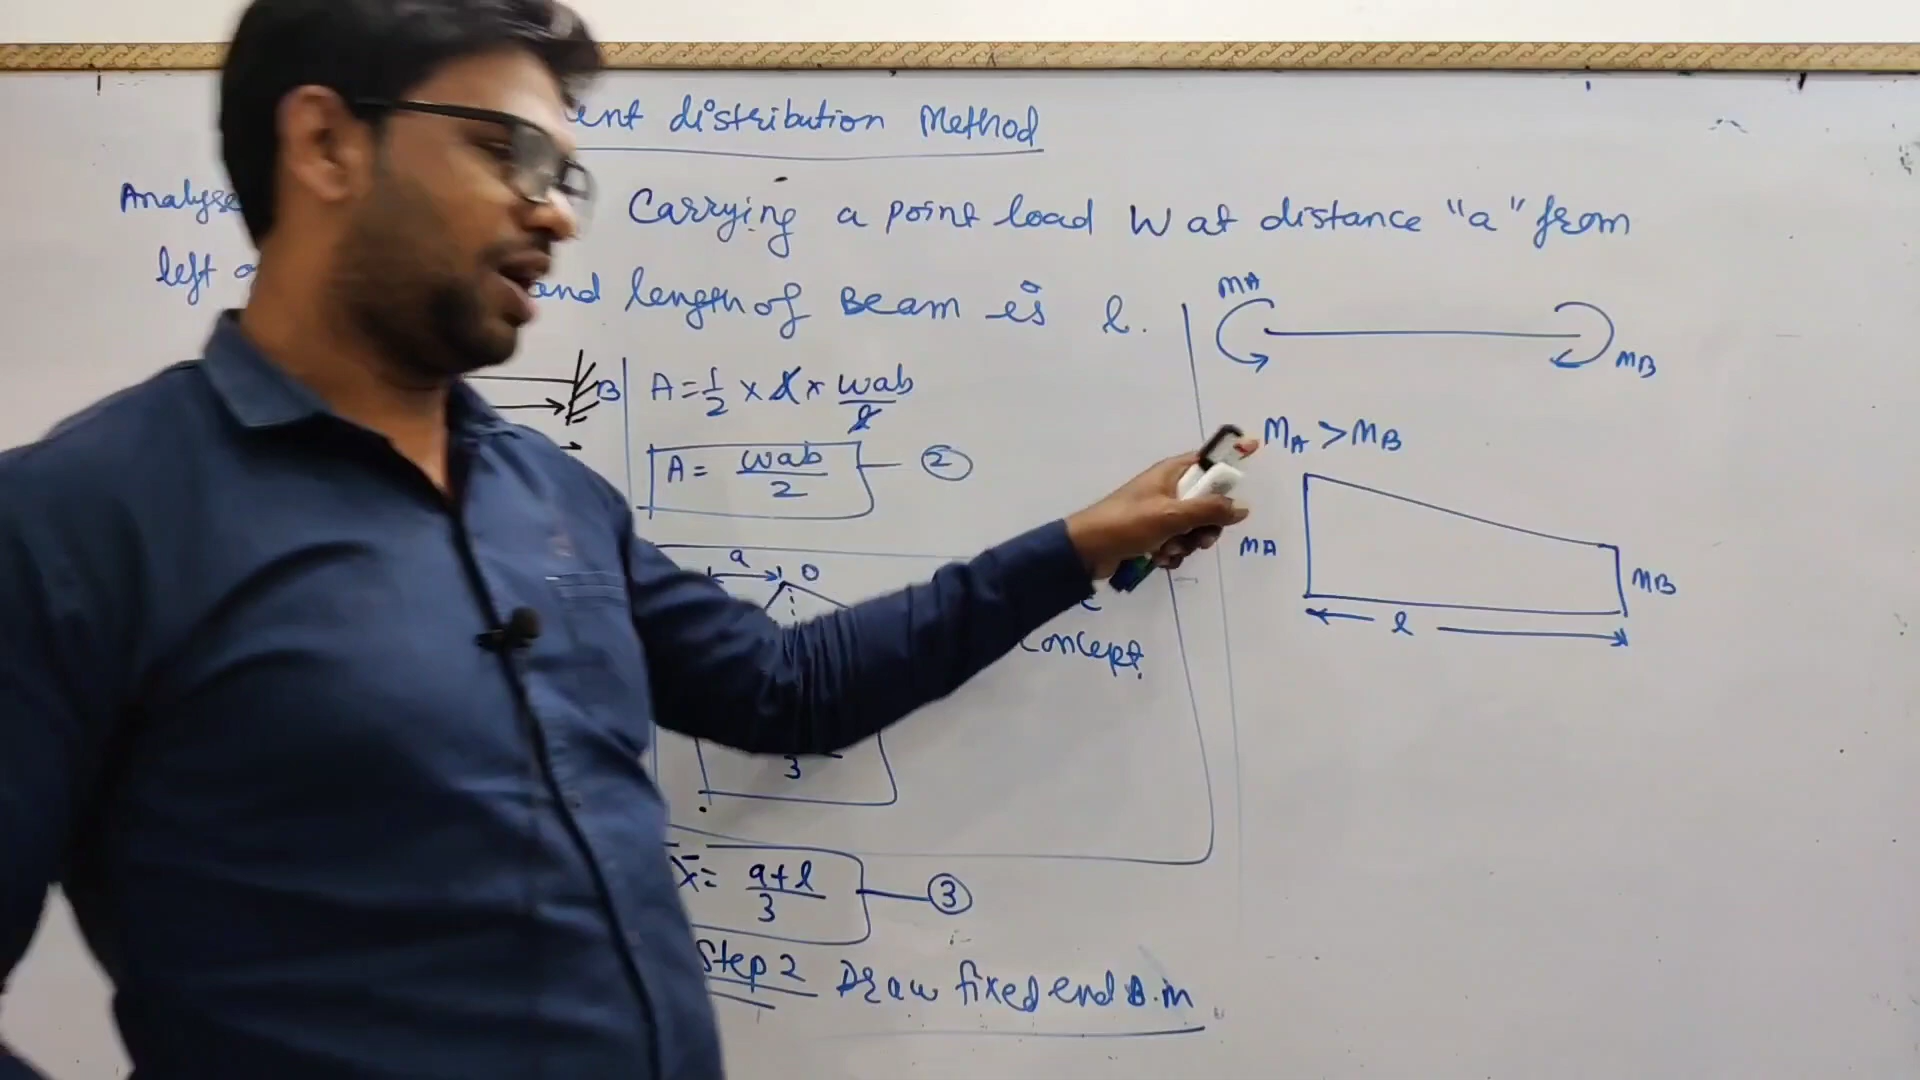 ent distribution Method
Analyse Carrying a point load W at distance "a" from
left and length of Beam is l.
B
A = 1/2 × l × wab/l
A = wab/2 — ②
a
O
Concept.
3
x̄ = a+l/3 — ③
Step 2 Draw fixed end B.M
MA
MB
MA > MB
MA
MB
l